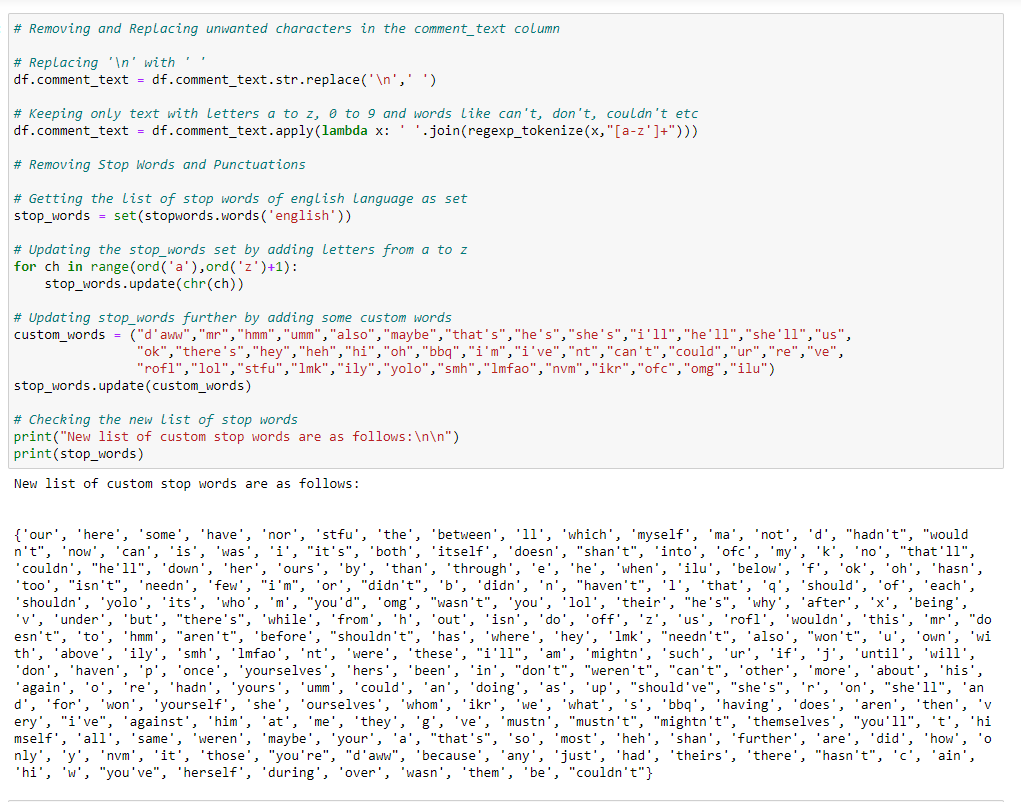 # Removing and Replacing unwanted characters in the comment_text column
# Replacing '\n' with ' '
df.comment_text = df.comment_text.str.replace('\n',' ')
# Keeping only text with letters a to z, 0 to 9 and words like can't, don't, couldn't etc
df.comment_text = df.comment_text.apply(lambda x: ' '.join(regexp_tokenize(x,"[a-z']+")))
# Removing Stop Words and Punctuations
# Getting the list of stop words of english language as set
stop_words = set(stopwords.words('english'))
# Updating the stop_words set by adding letters from a to z
for ch in range(ord('a'),ord('z')+1):
    stop_words.update(chr(ch))
# Updating stop_words further by adding some custom words
custom_words = ("d'aww","mr","hmm","umm","also","maybe","that's","he's","she's","i'll","he'll","she'll","us",
                "ok","there's","hey","heh","hi","oh","bbq","i'm","i've","nt","can't","could","ur","re","ve",
                "rofl","lol","stfu","lmk","ily","yolo","smh","lmfao","nvm","ikr","ofc","omg","ilu")
stop_words.update(custom_words)
# Checking the new list of stop words
print("New list of custom stop words are as follows:\n\n")
print(stop_words)
New list of custom stop words are as follows:
{'our', 'here', 'some', 'have', 'nor', 'stfu', 'the', 'between', 'll', 'which', 'myself', 'ma', 'not', 'd', "hadn't", "would
n't", 'now', 'can', 'is', 'was', 'i', "it's", 'both', 'itself', 'doesn', "shan't", 'into', 'ofc', 'my', 'k', 'no', "that'll",
'couldn', "he'll", 'down', 'her', 'ours', 'by', 'than', 'through', 'e', 'he', 'when', 'ilu', 'below', 'f', 'ok', 'oh', 'hasn',
'too', "isn't", 'needn', 'few', "i'm", 'or', "didn't", 'b', 'didn', 'n', "haven't", 'l', 'that', 'q', 'should', 'of', 'each',
'shouldn', 'yolo', 'its', 'who', 'm', "you'd", 'omg', "wasn't", 'you', 'lol', 'their', "he's", 'why', 'after', 'x', 'being',
'v', 'under', 'but', "there's", 'while', 'from', 'h', 'out', 'isn', 'do', 'off', 'z', 'us', 'rofl', 'wouldn', 'this', 'mr', "do
esn't", 'to', 'hmm', "aren't", 'before', "shouldn't", 'has', 'where', 'hey', 'lmk', "needn't", 'also', "won't", 'u', 'own', 'wi
th', 'above', 'ily', 'smh', 'lmfao', 'nt', 'were', 'these', "i'll", 'am', 'mightn', 'such', 'ur', 'if', 'j', 'until', 'will',
'don', 'haven', 'p', 'once', 'yourselves', 'hers', 'been', 'in', "don't", "weren't", "can't", 'other', 'more', 'about', 'his',
'again', 'o', 're', 'hadn', 'yours', 'umm', 'could', 'an', 'doing', 'as', 'up', "should've", "she's", 'r', 'on', "she'll", 'an
d', 'for', 'won', 'yourself', 'she', 'ourselves', 'whom', 'ikr', 'we', 'what', 's', 'bbq', 'having', 'does', 'aren', 'then', 'v
ery', "i've", 'against', 'him', 'at', 'me', 'they', 'g', 've', 'mustn', "mustn't", "mightn't", 'themselves', "you'll", 't', 'hi
mself', 'all', 'same', 'weren', 'maybe', 'your', 'a', "that's", 'so', 'most', 'heh', 'shan', 'further', 'are', 'did', 'how', 'o
nly', 'y', 'nvm', 'it', 'those', "you're", "d'aww", 'because', 'any', 'just', 'had', 'theirs', 'there', "hasn't", 'c', 'ain',
'hi', 'w', "you've", 'herself', 'during', 'over', 'wasn', 'them', 'be', "couldn't"}